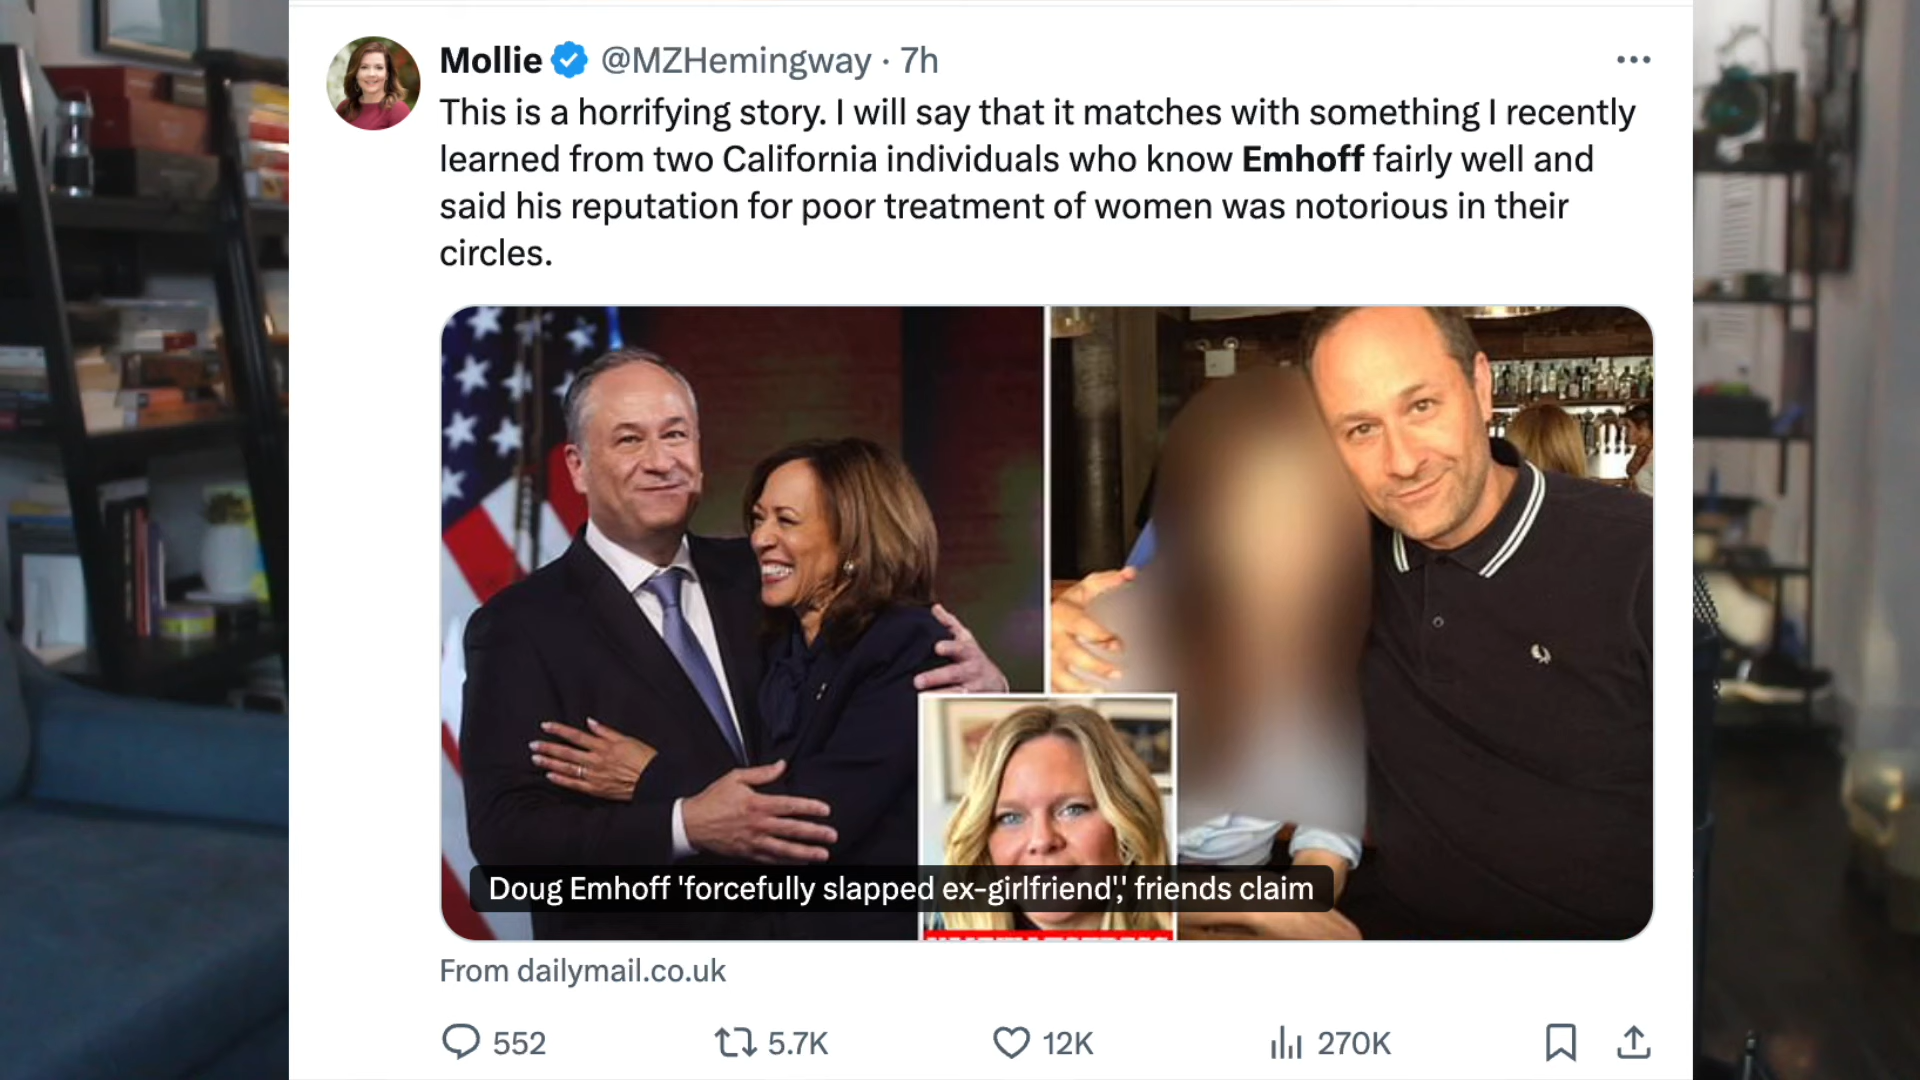 Mollie @MZHemingway · 7h
This is a horrifying story. I will say that it matches with something I recently
learned from two California individuals who know Emhoff fairly well and
said his reputation for poor treatment of women was notorious in their
circles.
Doug Emhoff 'forcefully slapped ex-girlfriend',' friends claim
From dailymail.co.uk
552
5.7K
12K
270K